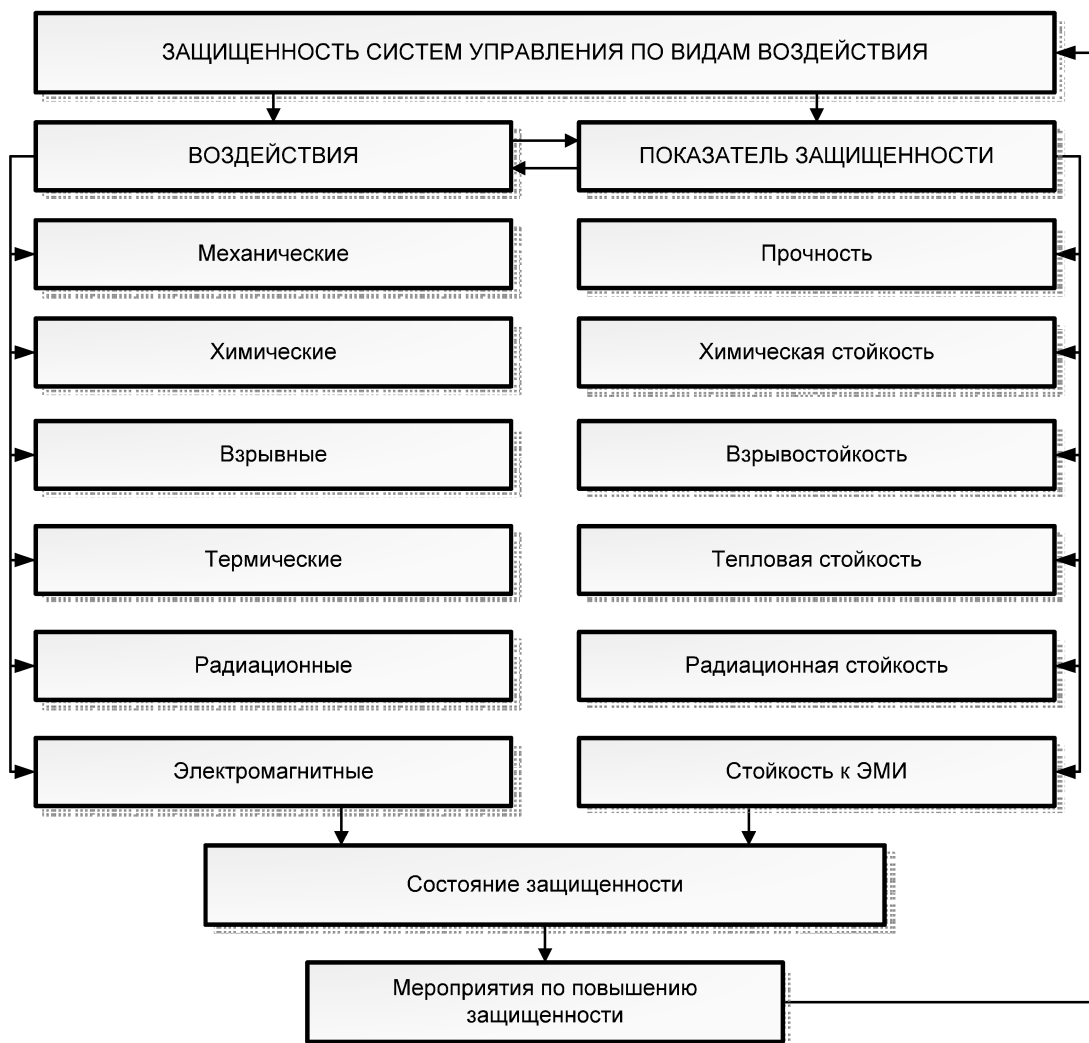 ЗАЩИЩЕННОСТЬ СИСТЕМ УПРАВЛЕНИЯ ПО ВИДАМ ВОЗДЕЙСТВИЯ
ВОЗДЕЙСТВИЯ
ПОКАЗАТЕЛЬ ЗАЩИЩЕННОСТИ
Механические
Прочность
Химические
Химическая стойкость
Взрывные
Взрывостойкость
Термические
Тепловая стойкость
Радиационные
Радиационная стойкость
Электромагнитные
Стойкость к ЭМИ
Состояние защищенности
Мероприятия по повышению
защищенности